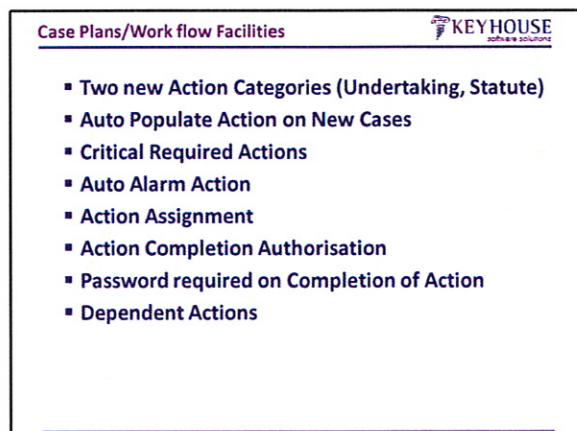 Case Plans/Work flow Facilities
KEYHOUSE
software solutions
▪ Two new Action Categories (Undertaking, Statute)
▪ Auto Populate Action on New Cases
▪ Critical Required Actions
▪ Auto Alarm Action
▪ Action Assignment
▪ Action Completion Authorisation
▪ Password required on Completion of Action
▪ Dependent Actions